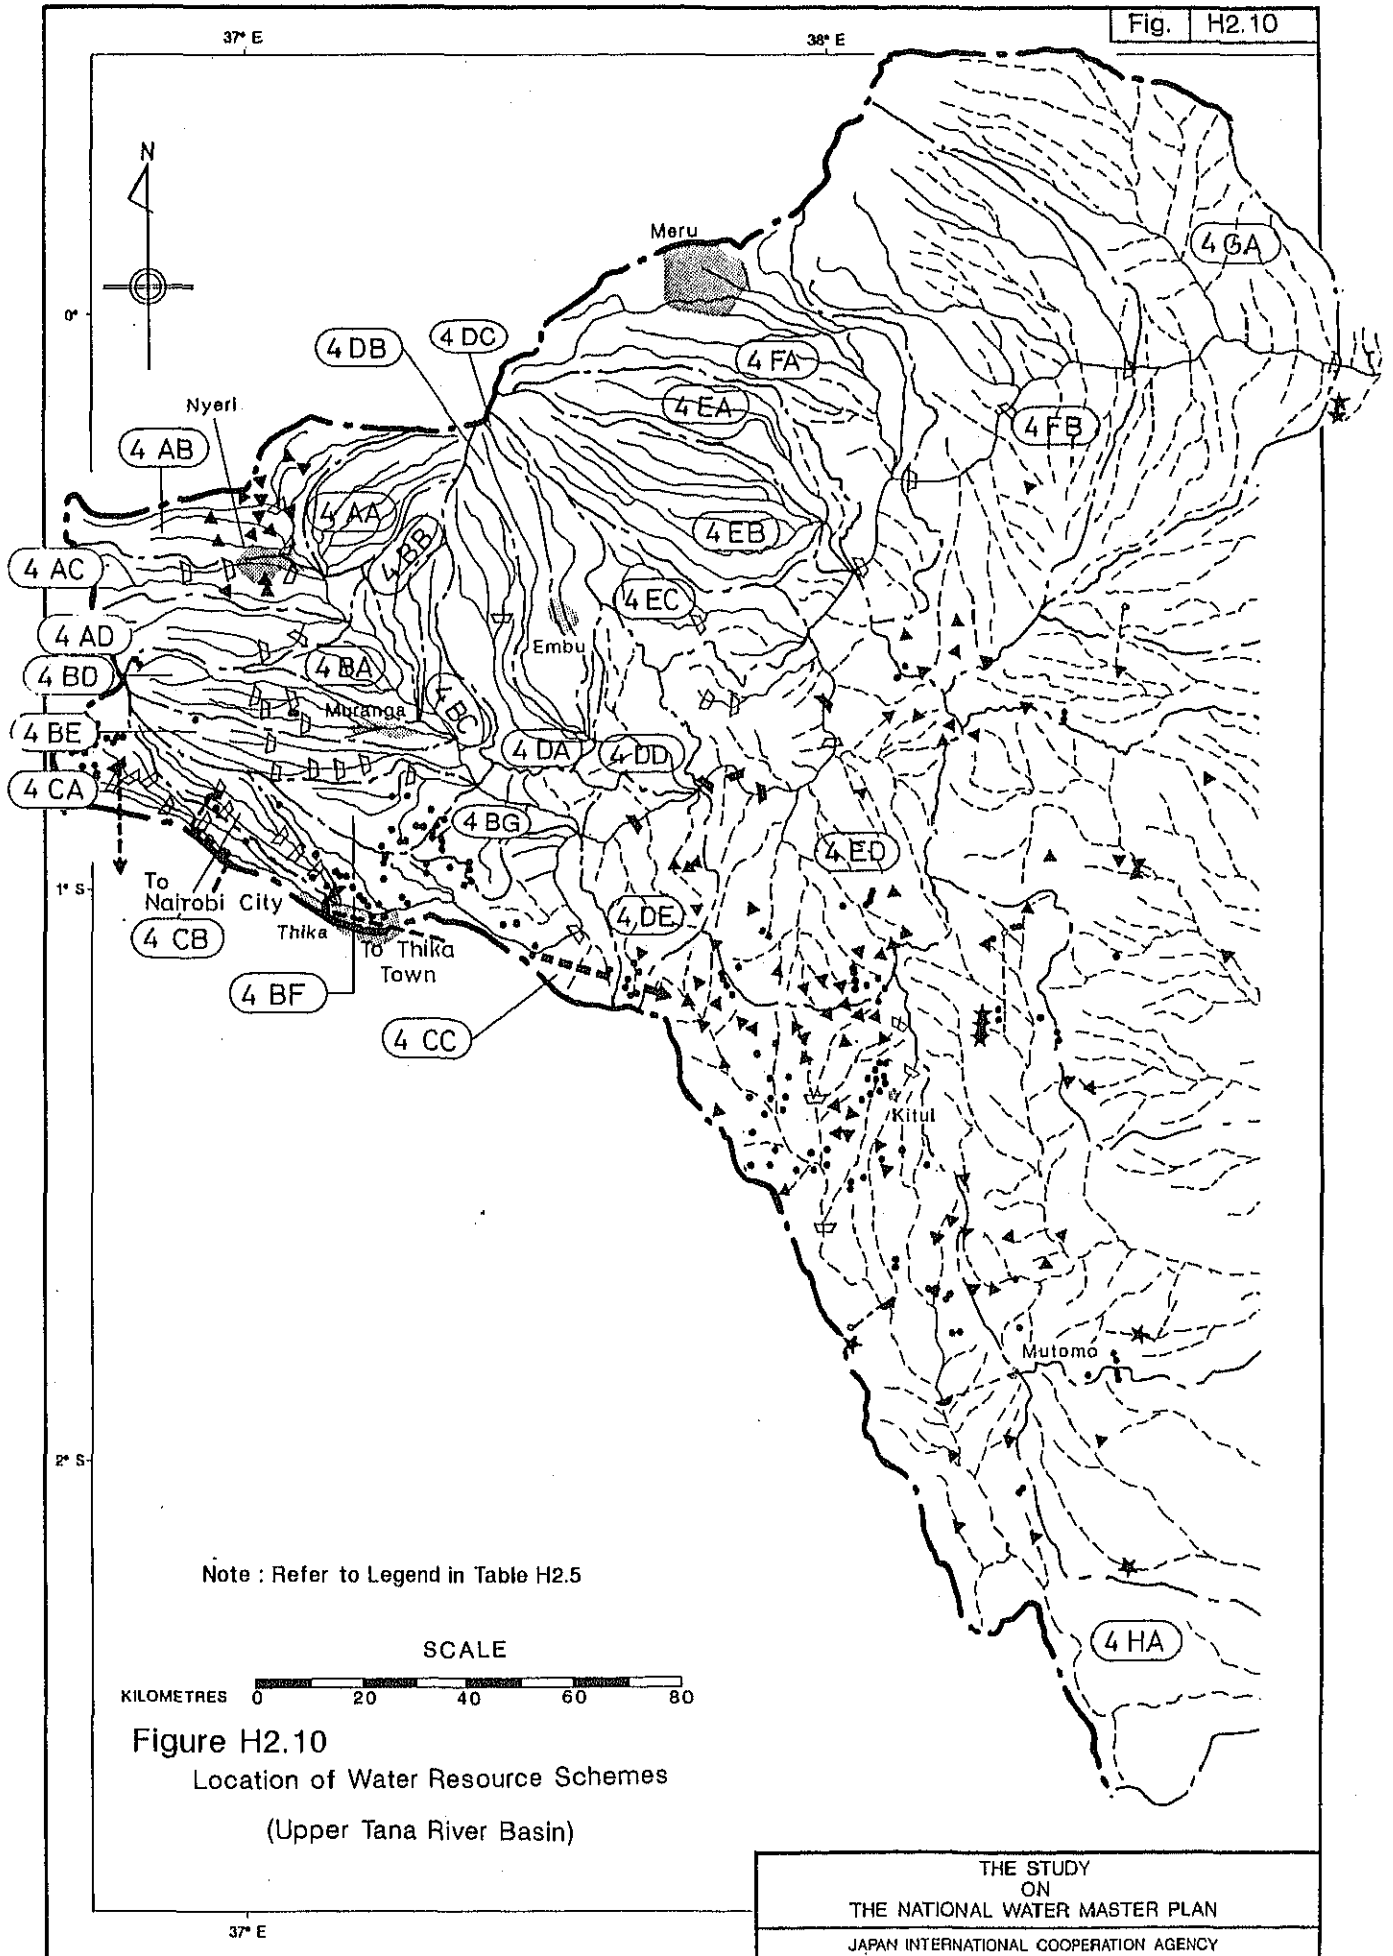 Fig. H2.10
37° E
38° E
N
Meru
4 GA
0°
4 DB
4 DC
4 FA
Nyeri
4 EA
4 FB
4 AB
4 AA
4 BB
4 EB
4 AC
4 EC
4 AD
Embu
4 BA
4 BD
4 BC
Muranga
4 BE
4 DA
4 DD
4 CA
4 BG
4 ED
1° S
To
Nairobi City
4 DE
Thika
4 CB
To Thika
Town
4 BF
4 CC
Kitui
Mutomo
2° S
Note : Refer to Legend in Table H2.5
4 HA
SCALE
KILOMETRES 0 20 40 60 80
Figure H2.10
Location of Water Resource Schemes
(Upper Tana River Basin)
THE STUDY
ON
THE NATIONAL WATER MASTER PLAN
37° E
JAPAN INTERNATIONAL COOPERATION AGENCY